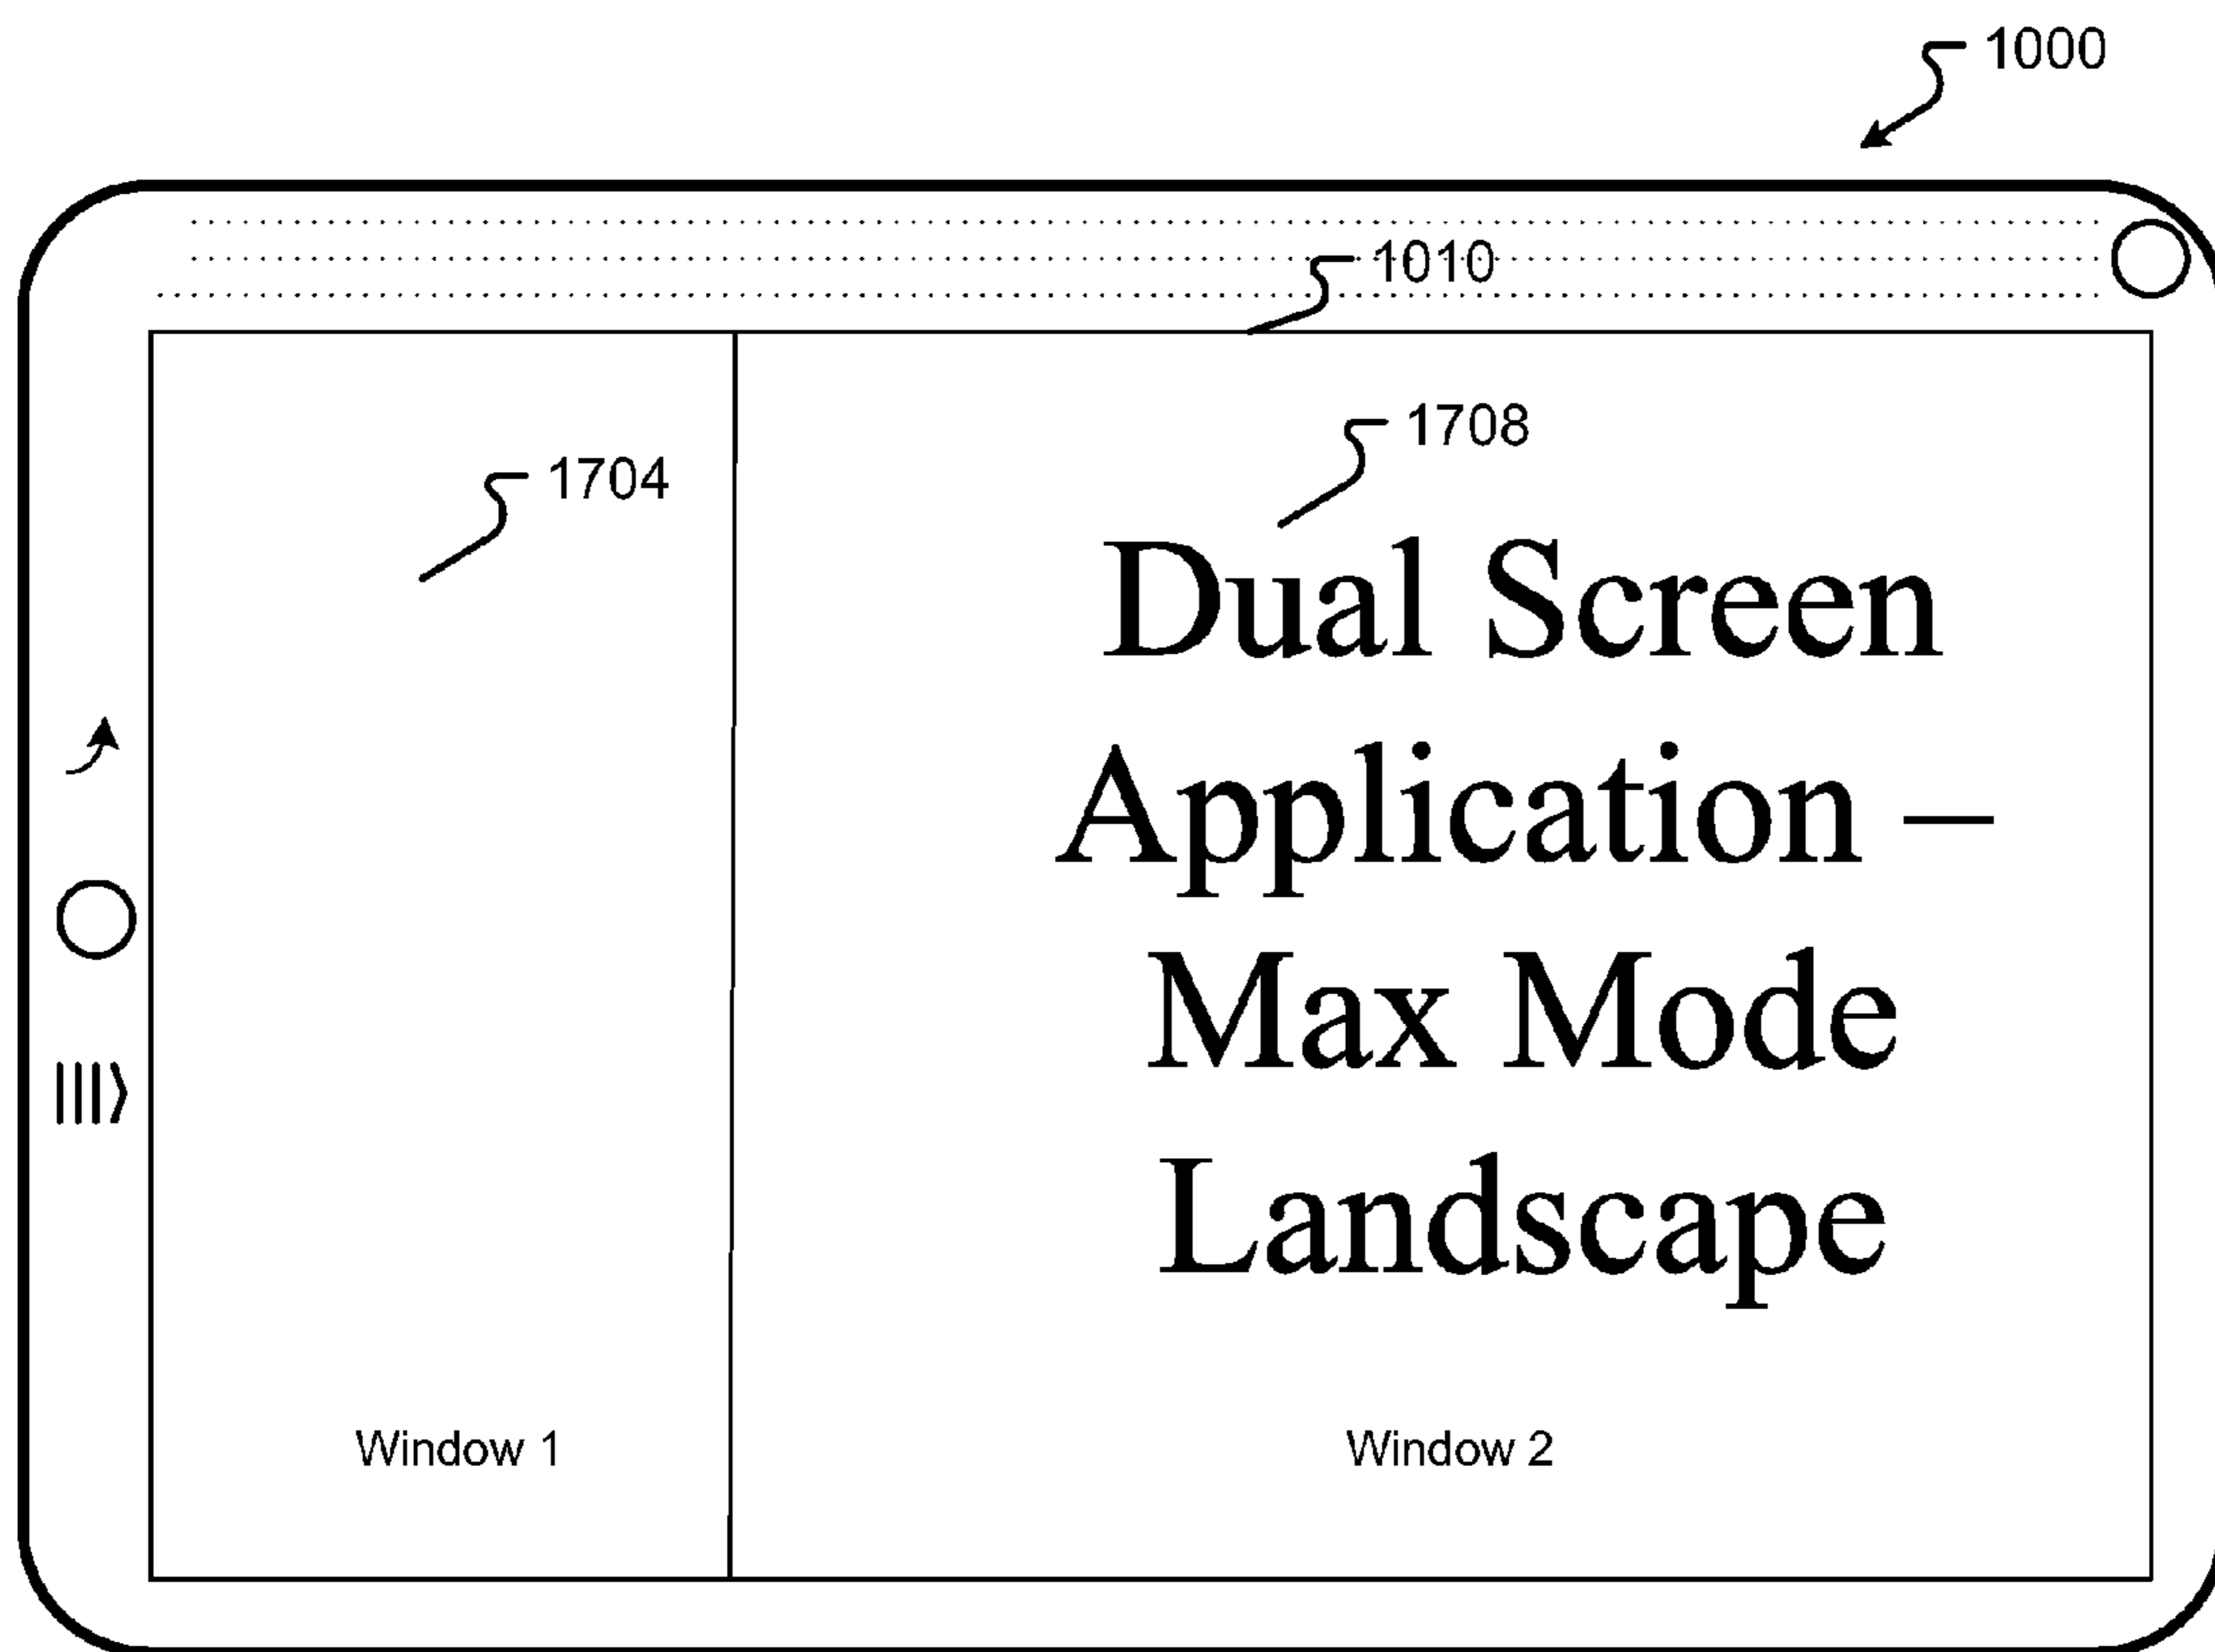 1000
1010
1708
1704
Dual Screen
Application –
Max Mode
Landscape
Window 1
Window 2